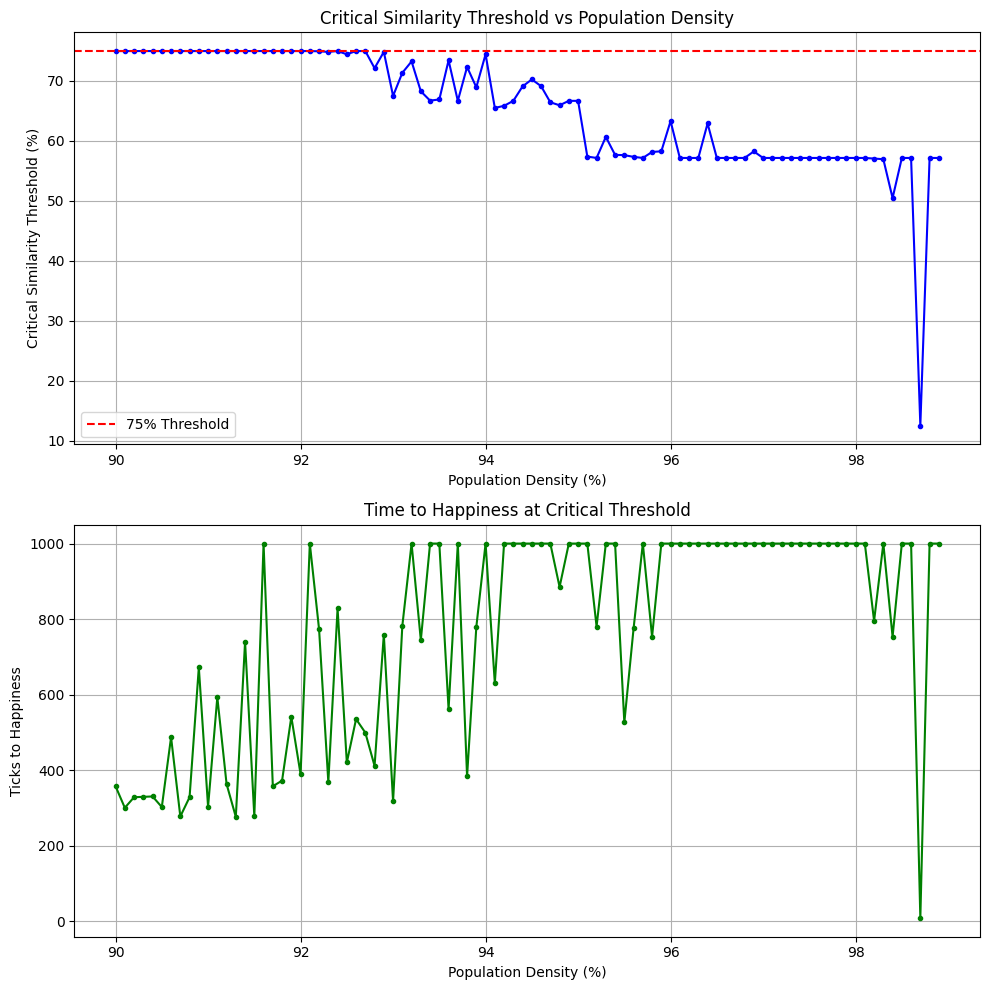 Critical Similarity Threshold vs Population Density
Critical Similarity Threshold (%)
70
60
50
40
30
20
10
75% Threshold
90 92 94 96 98
Population Density (%)
Time to Happiness at Critical Threshold
Ticks to Happiness
1000
800
600
400
200
0
90 92 94 96 98
Population Density (%)